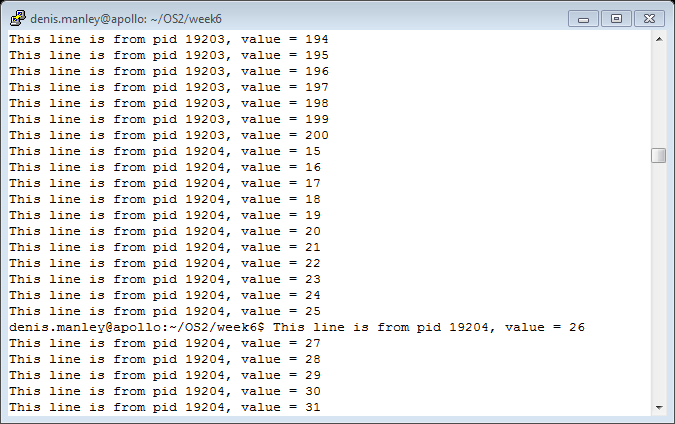 denis.manley@apollo: ~/OS2/week6
This line is from pid 19203, value = 194
This line is from pid 19203, value = 195
This line is from pid 19203, value = 196
This line is from pid 19203, value = 197
This line is from pid 19203, value = 198
This line is from pid 19203, value = 199
This line is from pid 19203, value = 200
This line is from pid 19204, value = 15
This line is from pid 19204, value = 16
This line is from pid 19204, value = 17
This line is from pid 19204, value = 18
This line is from pid 19204, value = 19
This line is from pid 19204, value = 20
This line is from pid 19204, value = 21
This line is from pid 19204, value = 22
This line is from pid 19204, value = 23
This line is from pid 19204, value = 24
This line is from pid 19204, value = 25
denis.manley@apollo:~/OS2/week6$ This line is from pid 19204, value = 26
This line is from pid 19204, value = 27
This line is from pid 19204, value = 28
This line is from pid 19204, value = 29
This line is from pid 19204, value = 30
This line is from pid 19204, value = 31